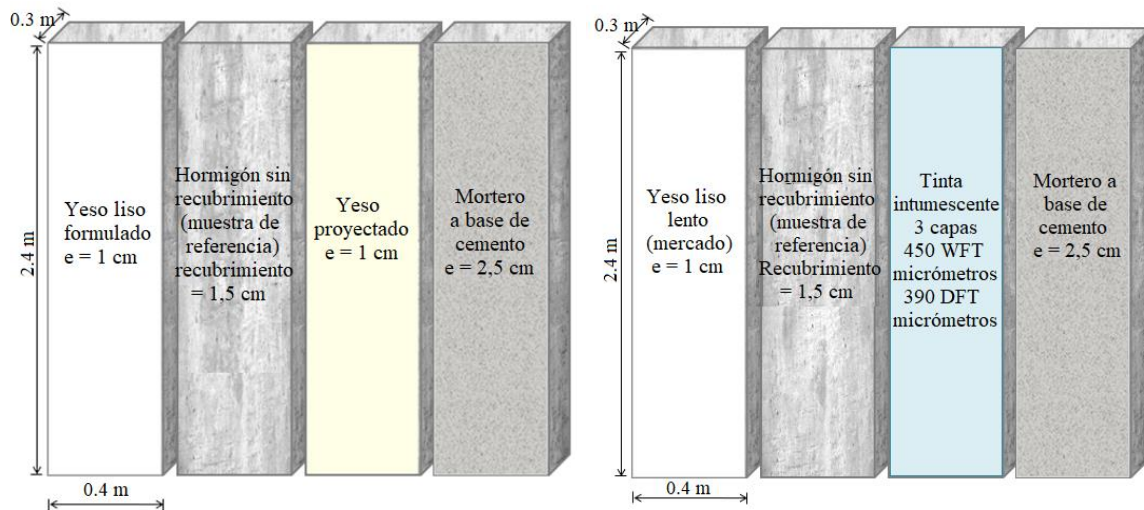 0.3 m
2.4 m
Yeso liso
formulado
e = 1 cm
Hormigón sin
recubrimiento
(muestra de
referencia)
recubrimiento
= 1,5 cm
Yeso
proyectado
e = 1 cm
Mortero
a base de
cemento
e = 2,5 cm
0.4 m
0.3 m
2.4 m
Yeso liso
lento
(mercado)
e = 1 cm
Hormigón sin
recubrimiento
(muestra de
referencia)
Recubrimiento
= 1,5 cm
Tinta
intumescente
3 capas
450 WFT
micrómetros
390 DFT
micrómetros
Mortero a
base de
cemento
e = 2,5 cm
0.4 m